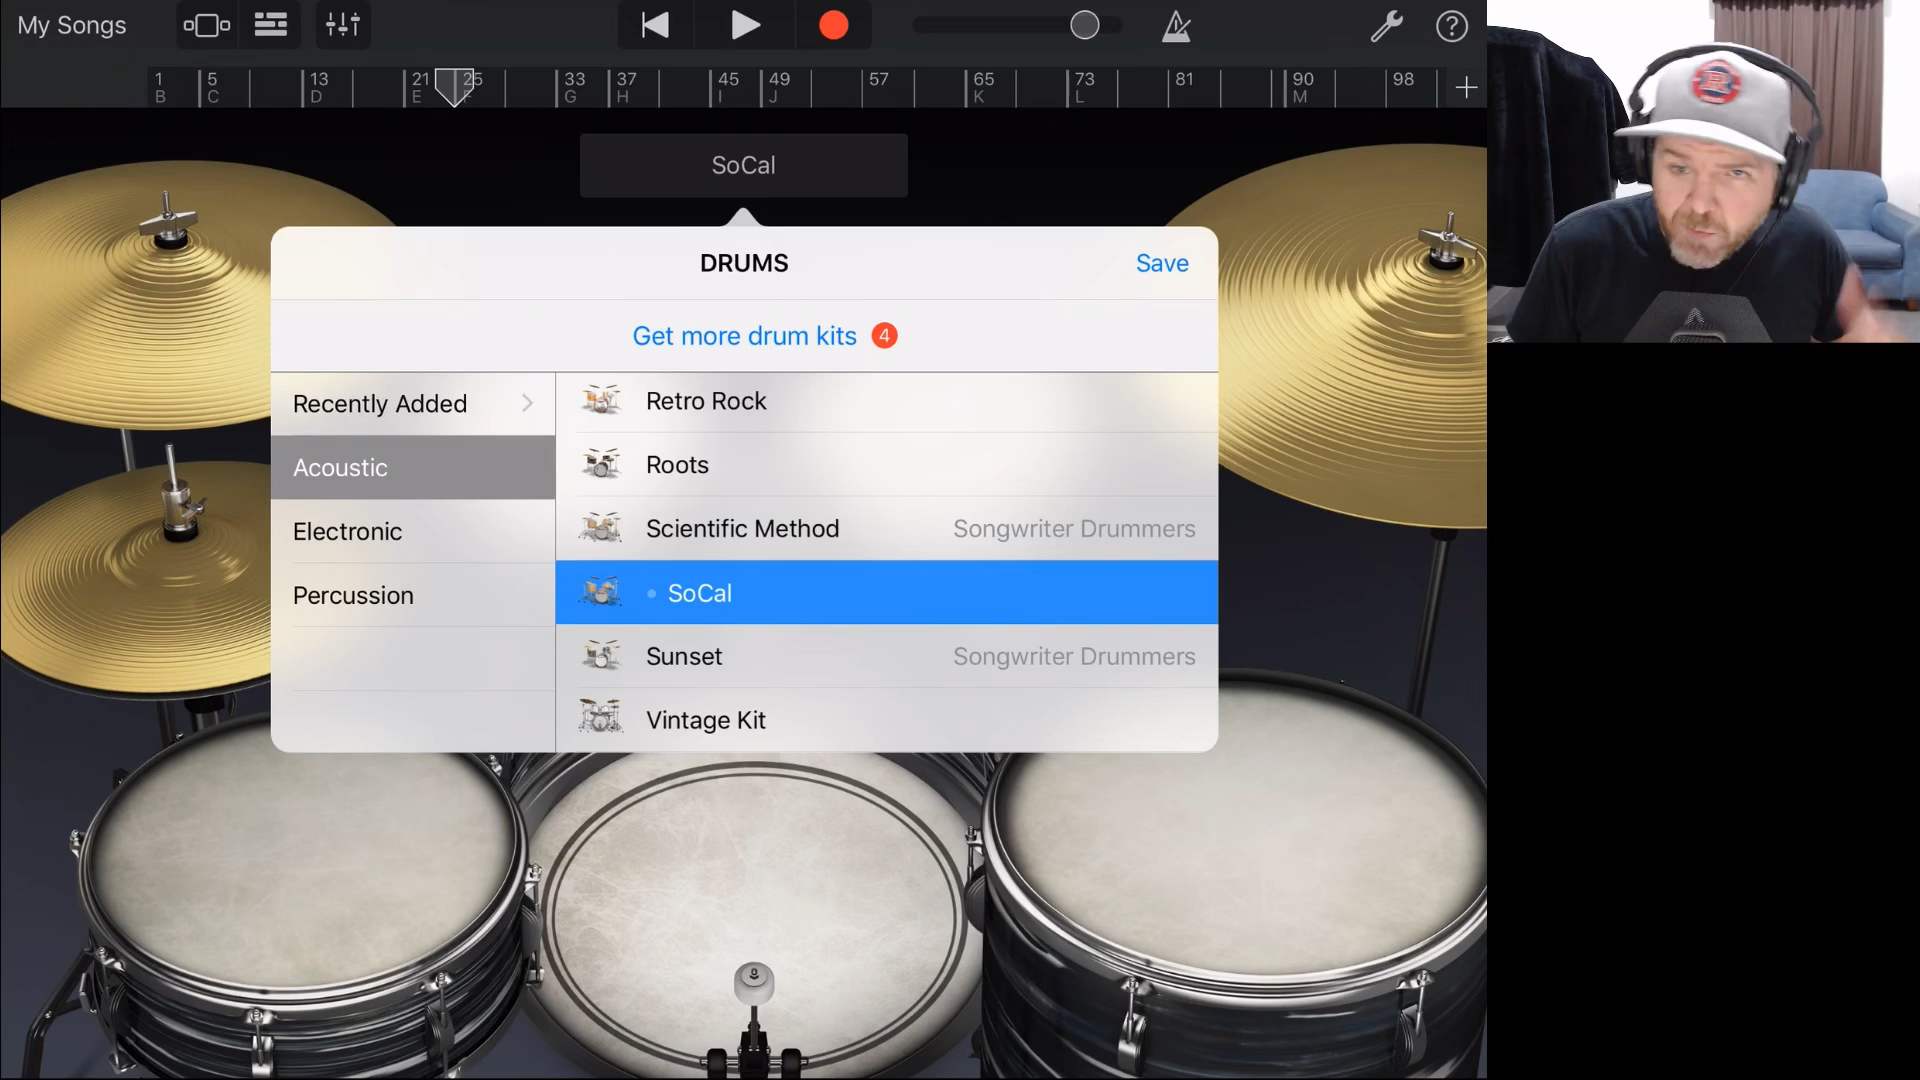 My Songs
1 5 13 21 25 33 37 45 49 57 65 73 81 90 98
B C D E F G H I J K L M
SoCal
DRUMS
Save
Get more drum kits 4
Recently Added
Acoustic
Electronic
Percussion
Retro Rock
Roots
Scientific Method Songwriter Drummers
SoCal
Sunset Songwriter Drummers
Vintage Kit